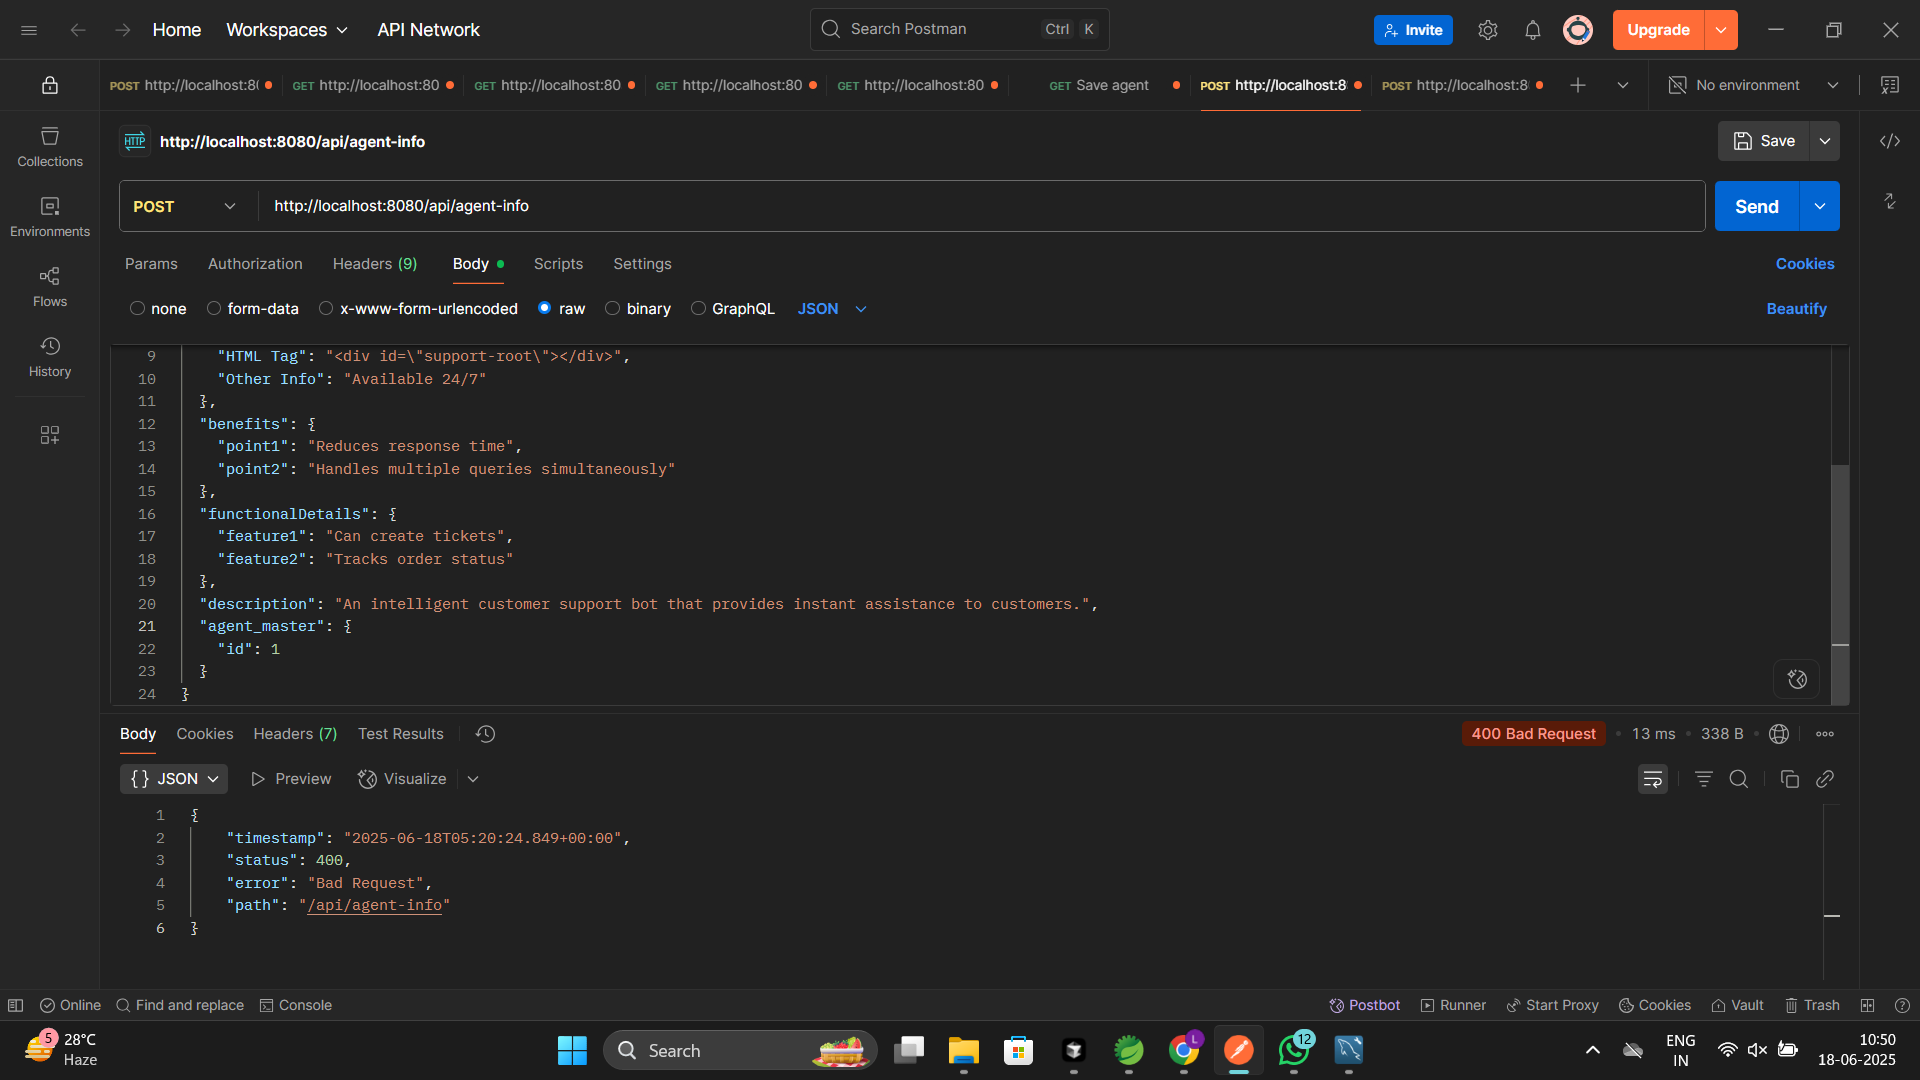 Home
Workspaces
API Network
Search Postman
Ctrl
K
Invite
Upgrade
POST http://localhost:80
GET http://localhost:80
GET http://localhost:80
GET http://localhost:80
GET http://localhost:80
GET Save agent
POST http://localhost:8
POST http://localhost:8
No environment
Collections
Environments
Flows
History
HTTP http://localhost:8080/api/agent-info
Save
POST
http://localhost:8080/api/agent-info
Send
Params
Authorization
Headers (9)
Body
Scripts
Settings
Cookies
none
form-data
x-www-form-urlencoded
raw
binary
GraphQL
JSON
Beautify
9 "HTML Tag": "<div id=\"support-root\"></div>",
10 "Other Info": "Available 24/7"
11 },
12 "benefits": {
13 "point1": "Reduces response time",
14 "point2": "Handles multiple queries simultaneously"
15 },
16 "functionalDetails": {
17 "feature1": "Can create tickets",
18 "feature2": "Tracks order status"
19 },
20 "description": "An intelligent customer support bot that provides instant assistance to customers.",
21 "agent_master": {
22 "id": 1
23 }
24 }
Body
Cookies
Headers (7)
Test Results
400 Bad Request
13 ms
338 B
{} JSON
Preview
Visualize
1 {
2 "timestamp": "2025-06-18T05:20:24.849+00:00",
3 "status": 400,
4 "error": "Bad Request",
5 "path": "/api/agent-info"
6 }
Online
Find and replace
Console
Postbot
Runner
Start Proxy
Cookies
Vault
Trash
5
28°C
Haze
Search
L
12
ENG
IN
10:50
18-06-2025